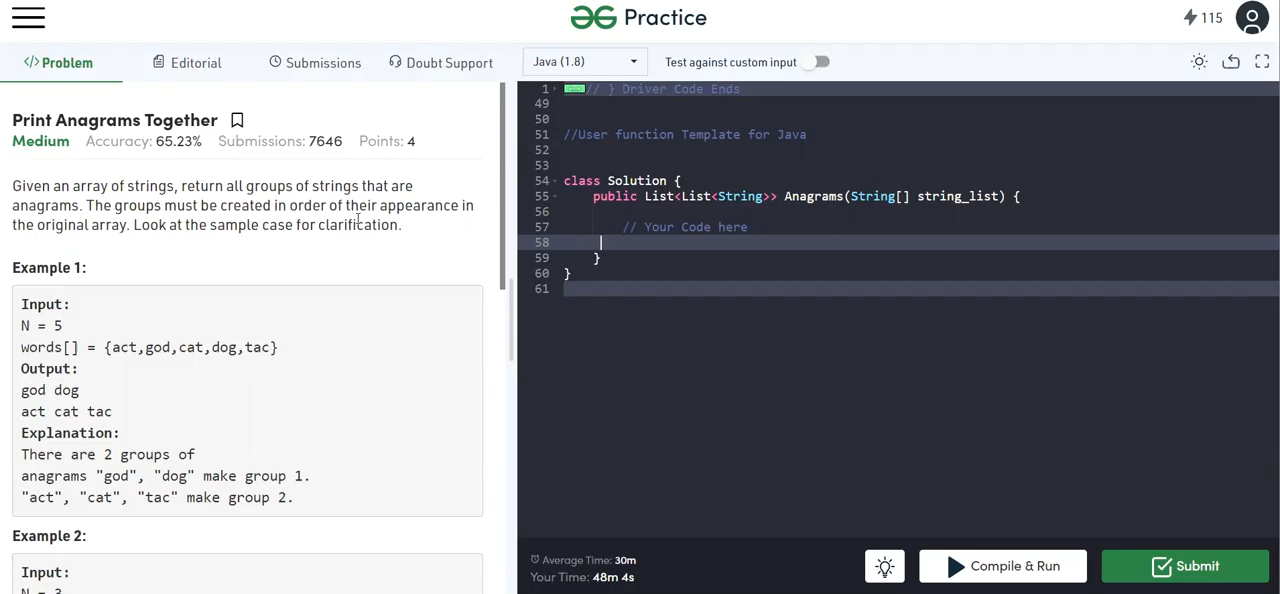 Practice
115
</> Problem
Editorial
Submissions
Doubt Support
Java (1.8)
Test against custom input
Print Anagrams Together
Medium Accuracy: 65.23% Submissions: 7646 Points: 4
Given an array of strings, return all groups of strings that are
anagrams. The groups must be created in order of their appearance in
the original array. Look at the sample case for clarification.
Example 1:
Input:
N = 5
words[] = {act,god,cat,dog,tac}
Output:
god dog
act cat tac
Explanation:
There are 2 groups of
anagrams "god", "dog" make group 1.
"act", "cat", "tac" make group 2.
Example 2:
Input:
N = 3
1 // } Driver Code Ends
49
50
51 //User function Template for Java
52
53
54 class Solution {
55 public List<List<String>> Anagrams(String[] string_list) {
56
57 // Your Code here
58
59 }
60 }
61
Average Time: 30m
Your Time: 48m 4s
Compile & Run
Submit